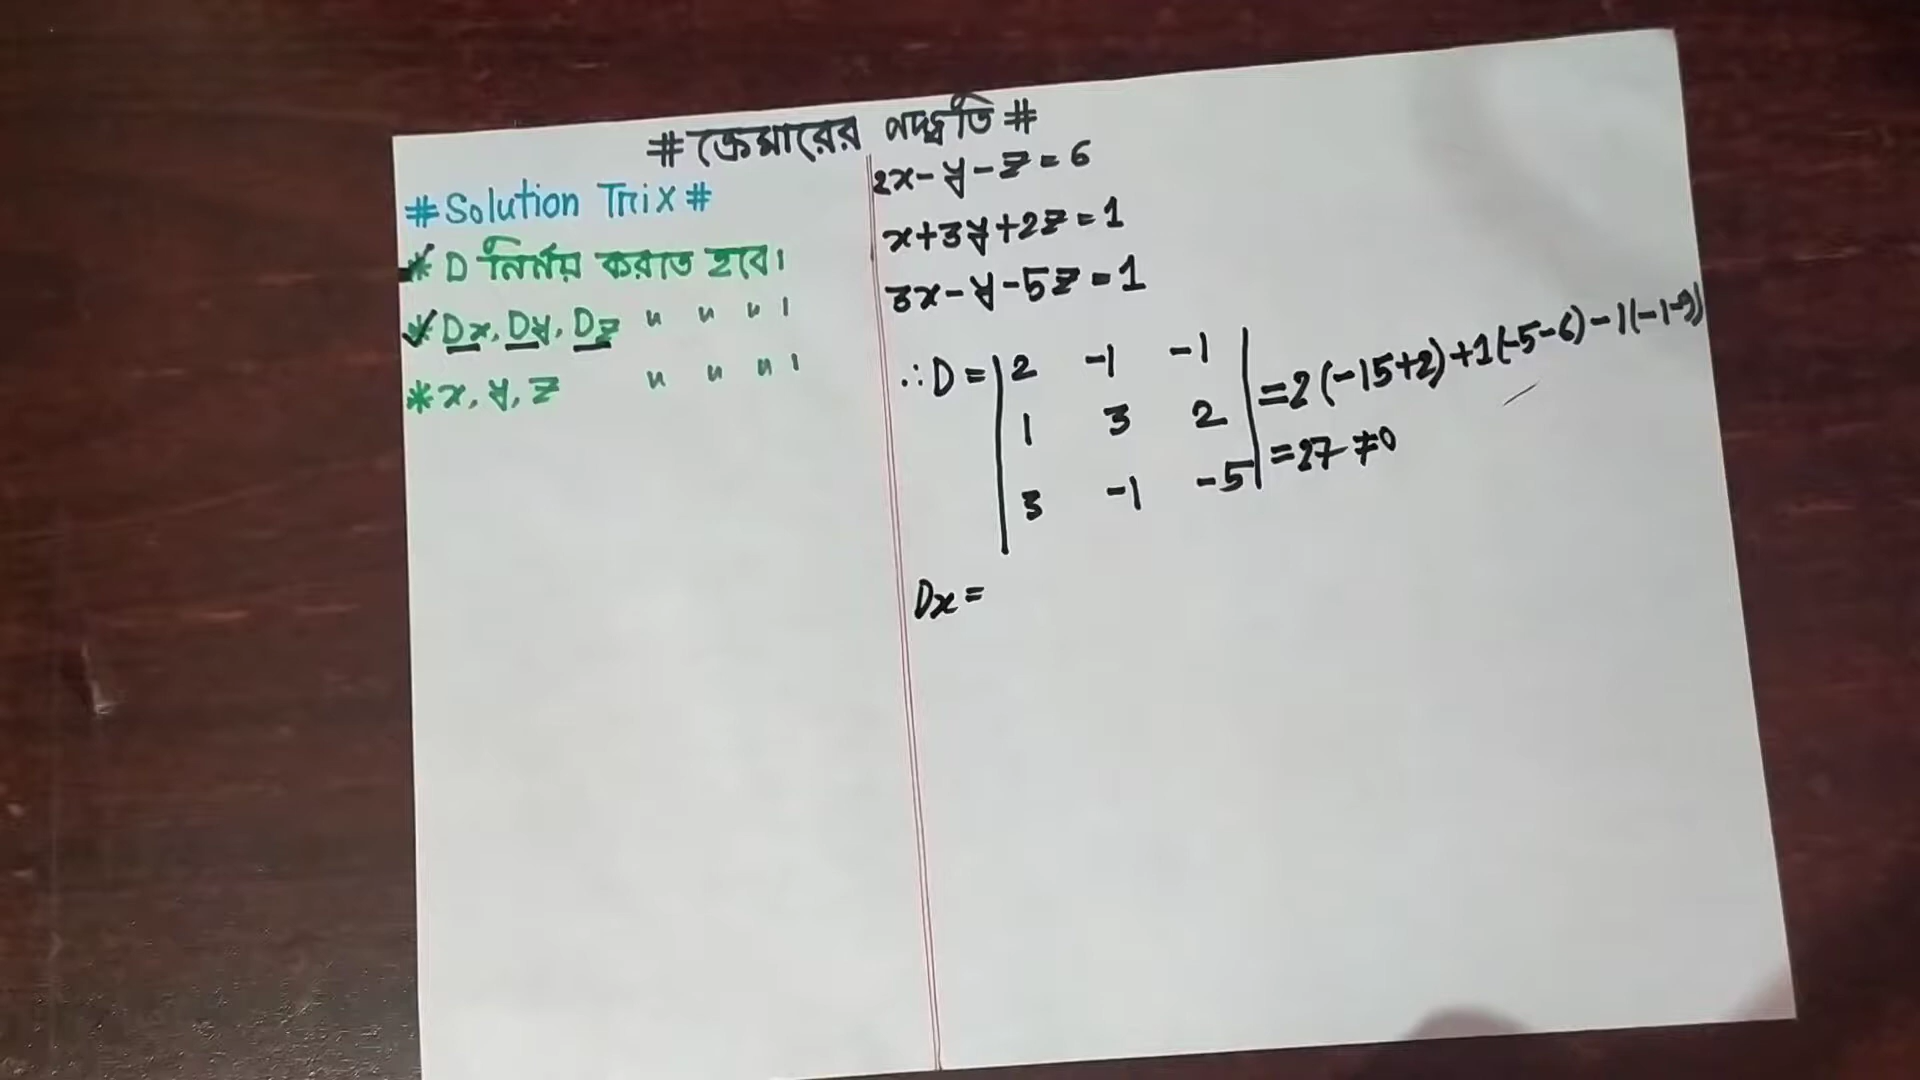 #ক্রেমারের পদ্ধতি#
#Solution Trix#
* D নির্নয় করতে হবে।
* Dx, Dy, Dz " " " ।
* x, y, z " " " ।
2x-y-z=6
x+3y+2z=1
3x-y-5z=1
∴D= | 2 -1 -1 | =2(-15+2)+1(-5-6)-1(-1-9)
1 3 2 =27≠0
3 -1 -5
Dx=